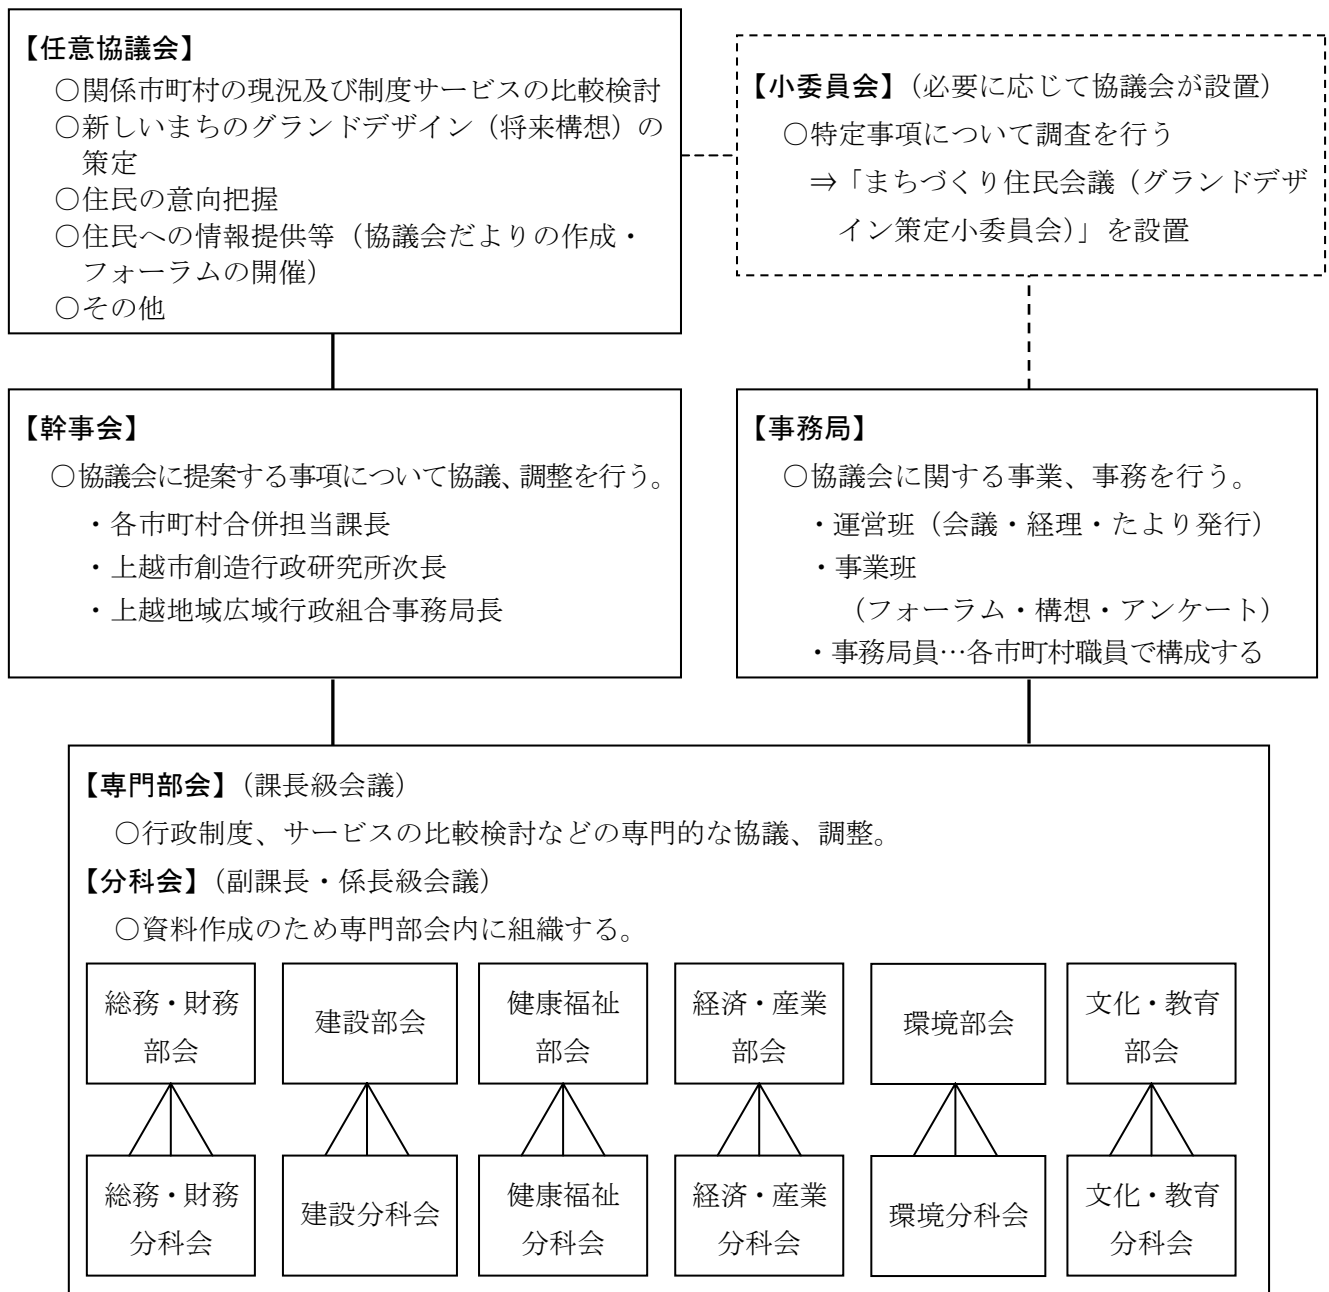 【任意協議会】
○関係市町村の現況及び制度サービスの比較検討
○新しいまちのグランドデザイン（将来構想）の
策定
○住民の意向把握
○住民への情報提供等（協議会だよりの作成・
フォーラムの開催）
○その他
【小委員会】（必要に応じて協議会が設置）
○特定事項について調査を行う
⇒「まちづくり住民会議（グランドデザ
イン策定小委員会）」を設置
【幹事会】
○協議会に提案する事項について協議、調整を行う。
・各市町村合併担当課長
・上越市創造行政研究所次長
・上越地域広域行政組合事務局長
【事務局】
○協議会に関する事業、事務を行う。
・運営班（会議・経理・たより発行）
・事業班
（フォーラム・構想・アンケート）
・事務局員…各市町村職員で構成する
【専門部会】（課長級会議）
○行政制度、サービスの比較検討などの専門的な協議、調整。
【分科会】（副課長・係長級会議）
○資料作成のため専門部会内に組織する。
総務・財務
部会
建設部会
健康福祉
部会
経済・産業
部会
環境部会
文化・教育
部会
総務・財務
分科会
建設分科会
健康福祉
分科会
経済・産業
分科会
環境分科会
文化・教育
分科会